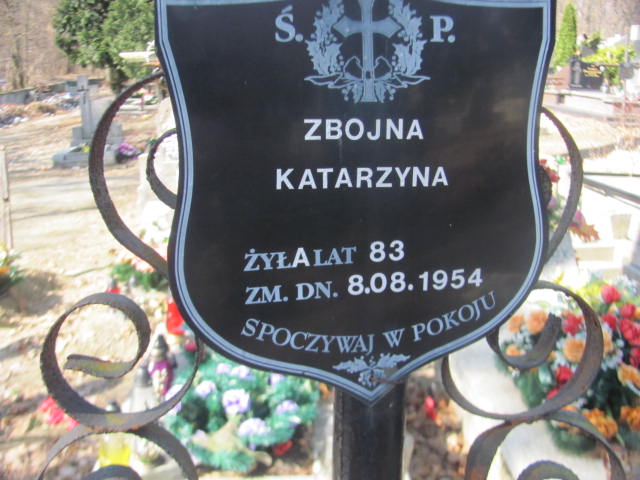 Ś. P.
ZBOJNA
KATARZYNA
ŻYŁA LAT 83
ZM. DN. 8.08.1954
SPOCZYWAJ W POKOJU